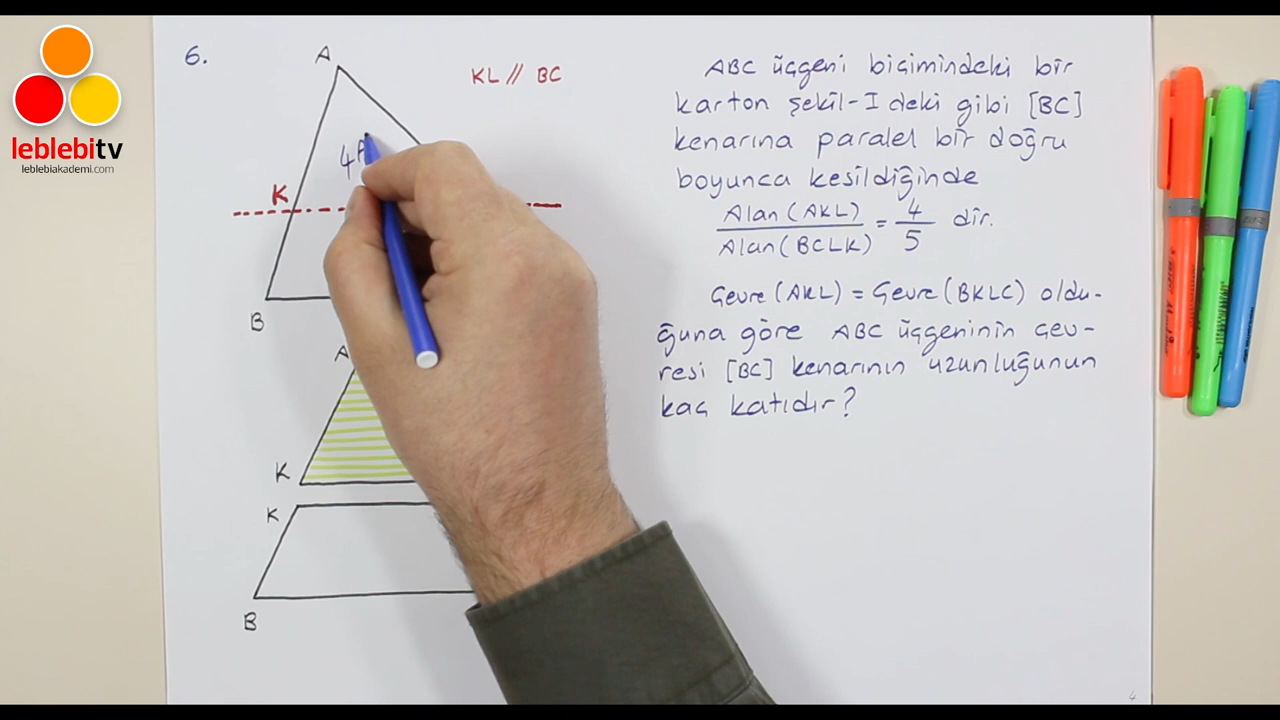 leblebitv
leblebiakademi.com
6.
A
KL // BC
4A
K
B
A
K
K
B
ABC üçgeni biçimindeki bir
karton şekil-I deki gibi [BC]
kenarına paralel bir doğru
boyunca kesildiğinde
Alan(AKL) / Alan(BCLK) = 4/5 dir.
Çevre(AKL) = Çevre(BKLC) oldu-
ğuna göre ABC üçgeninin çev-
resi [BC] kenarının uzunluğunun
kaç katıdır?
4